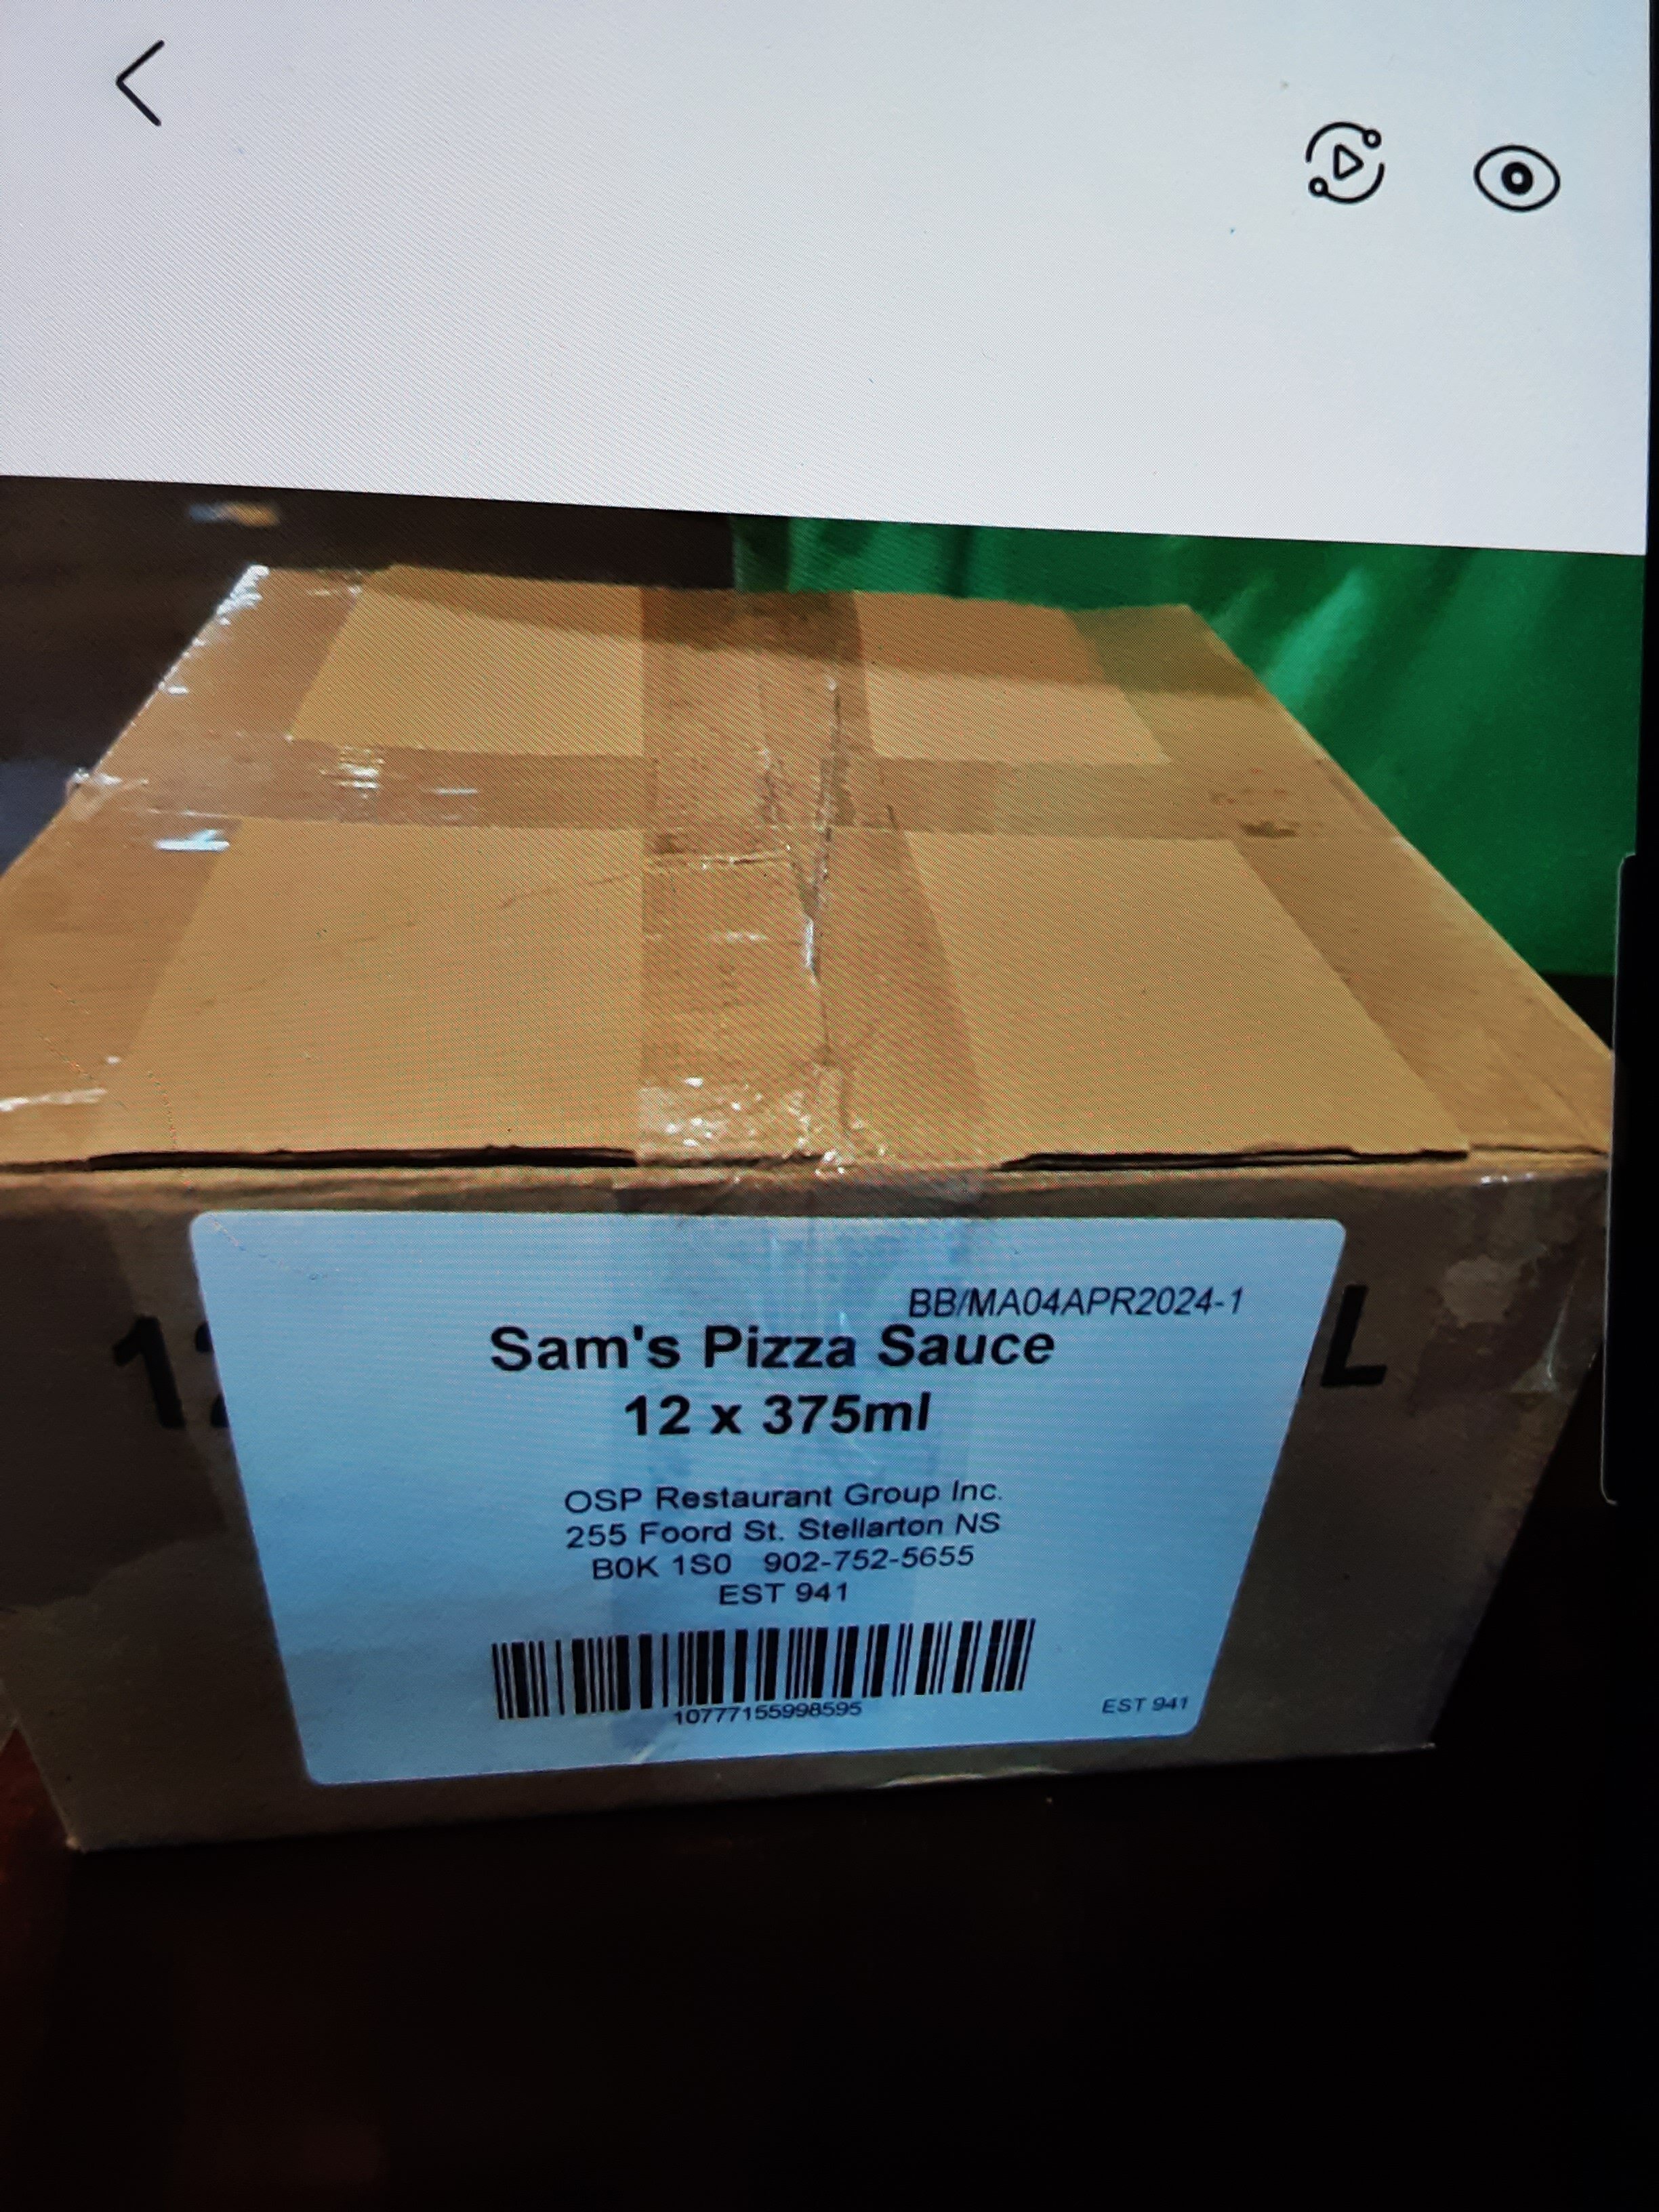 BB/MA04APR2024-1
Sam's Pizza Sauce
12 x 375ml
OSP Restaurant Group Inc.
255 Foord St. Stellarton NS
B0K 1S0 902-752-5655
EST 941
10777155998595
EST 941
L